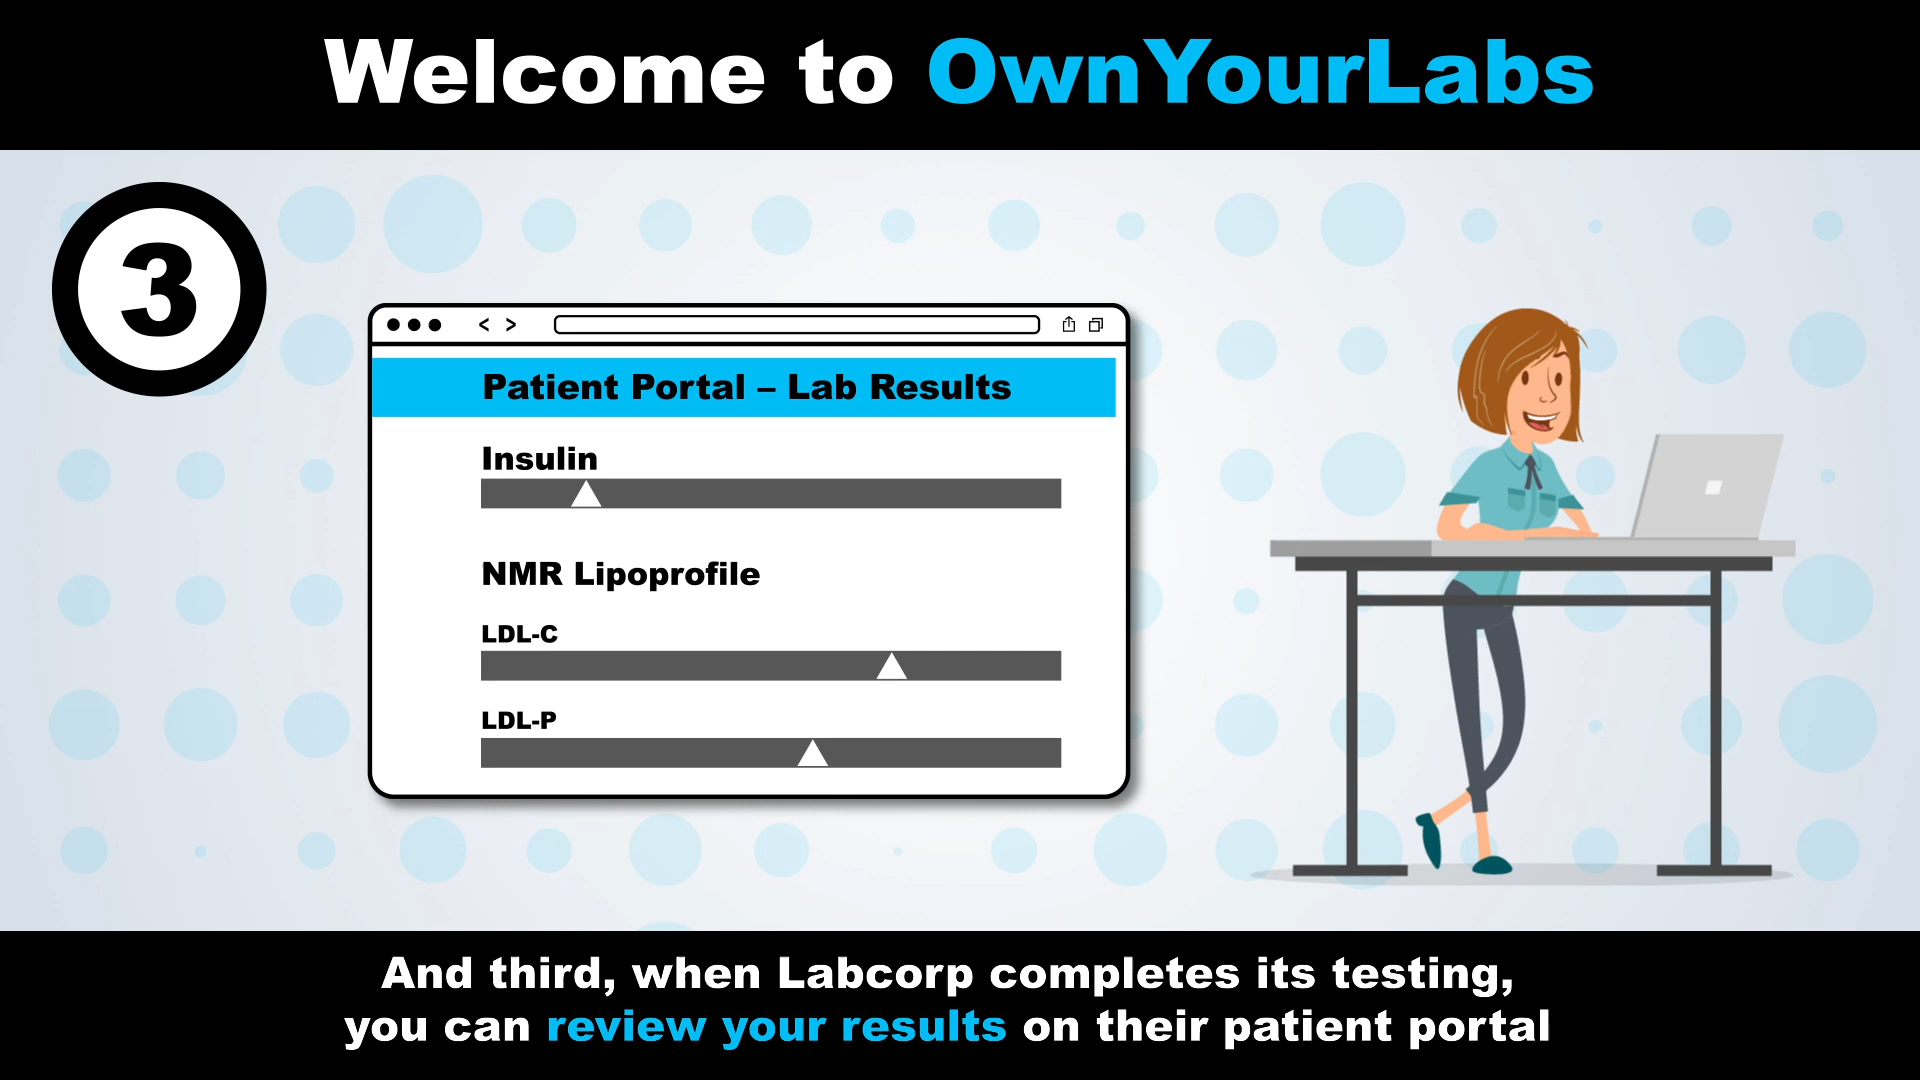 Welcome to OwnYourLabs
3
Patient Portal – Lab Results
Insulin
NMR Lipoprofile
LDL-C
LDL-P
And third, when Labcorp completes its testing,
you can review your results on their patient portal